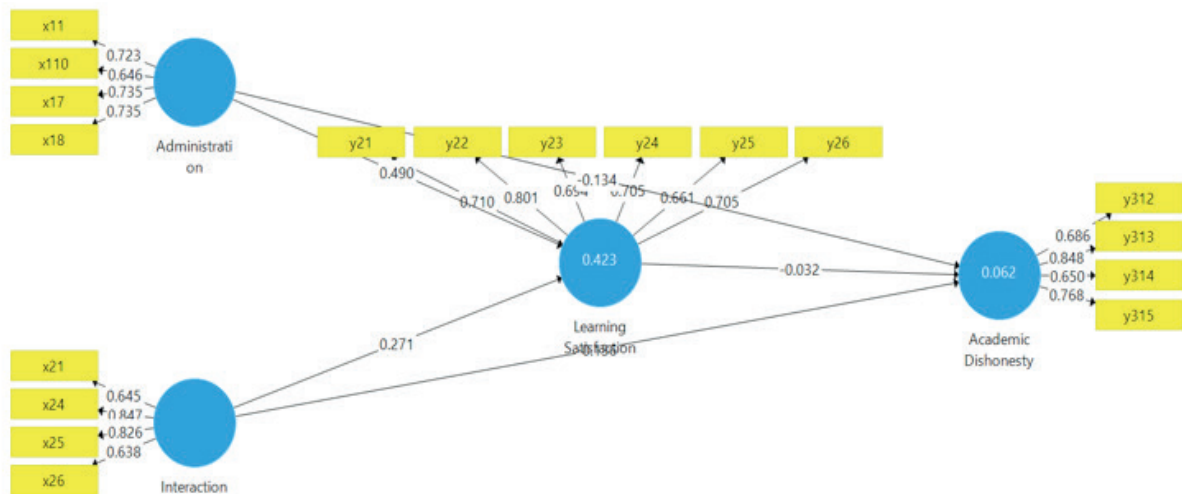 x11
x110
x17
x18
0.723
0.646
0.735
0.735
Administrati
on
y21
y22
y23
y24
y25
y26
0.490
0.710
0.801
0.705
0.661
0.705
-0.134
0.423
Learning
Satisfaction
-0.032
0.062
Academic
Dishonesty
y312
y313
y314
y315
0.686
0.848
0.650
0.768
0.271
x21
x24
x25
x26
0.645
0.847
0.826
0.638
Interaction